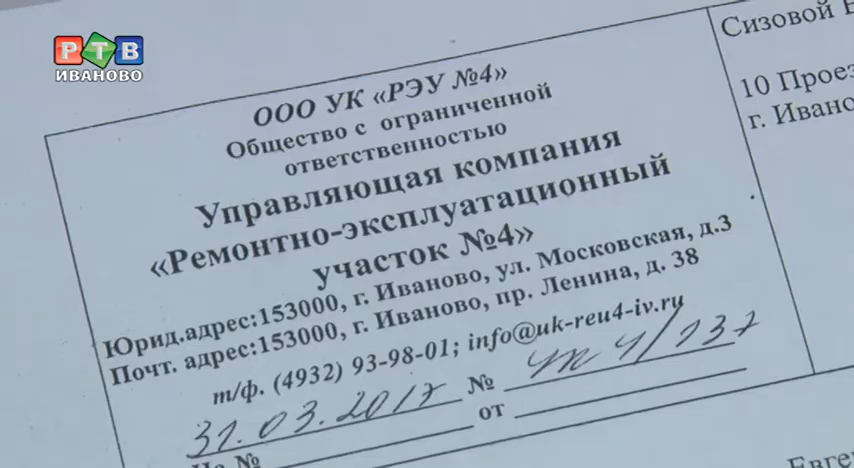 РТВ
ИВАНОВО
ООО УК «РЭУ №4»
Общество с ограниченной
ответственностью
Управляющая компания
«Ремонтно-эксплуатационный
участок №4»
Юрид.адрес:153000, г. Иваново, ул. Московская, д.3
Почт. адрес:153000, г. Иваново, пр. Ленина, д. 38
т/ф. (4932) 93-98-01; info@uk-reu4-iv.ru
31.03.2017 №
от
№
Сизовой
10 Проез
г. Ивано
Евге